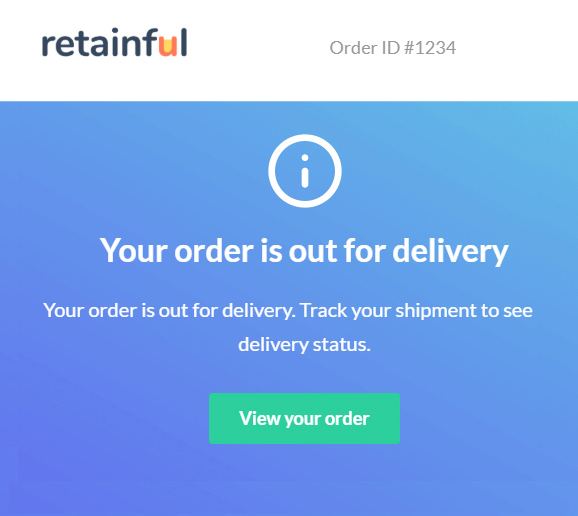 retainful
Order ID #1234
Your order is out for delivery
Your order is out for delivery. Track your shipment to see
delivery status.
View your order